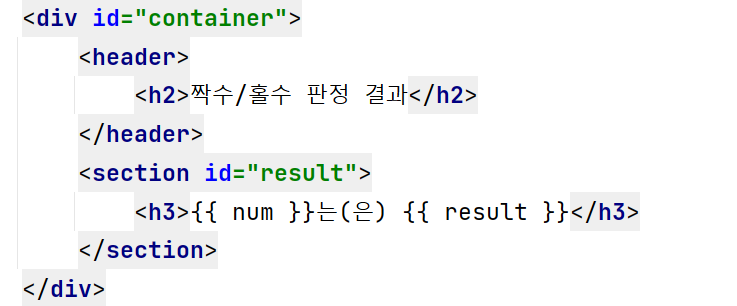 <div id="container">
    <header>
        <h2>짝수/홀수 판정 결과</h2>
    </header>
    <section id="result">
        <h3>{{ num }}는(은) {{ result }}</h3>
    </section>
</div>